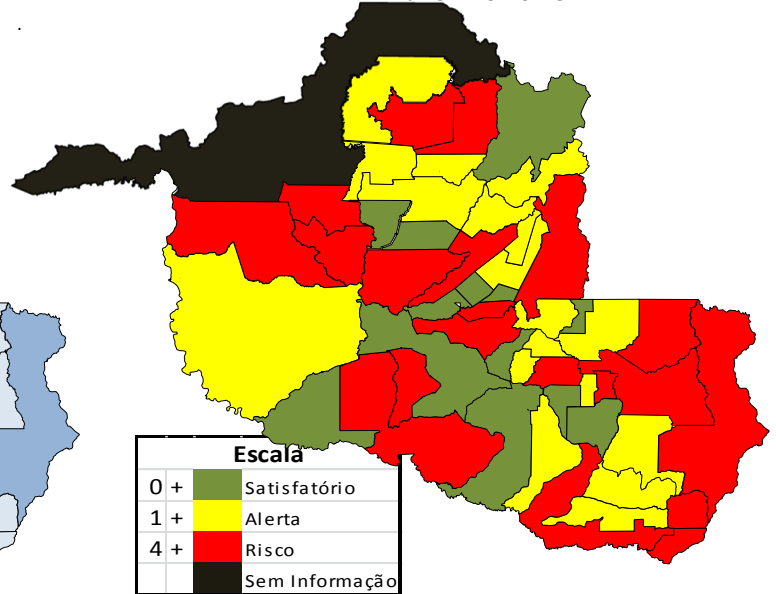 Escala
0 + Satisfatório
1 + Alerta
4 + Risco
Sem Informação